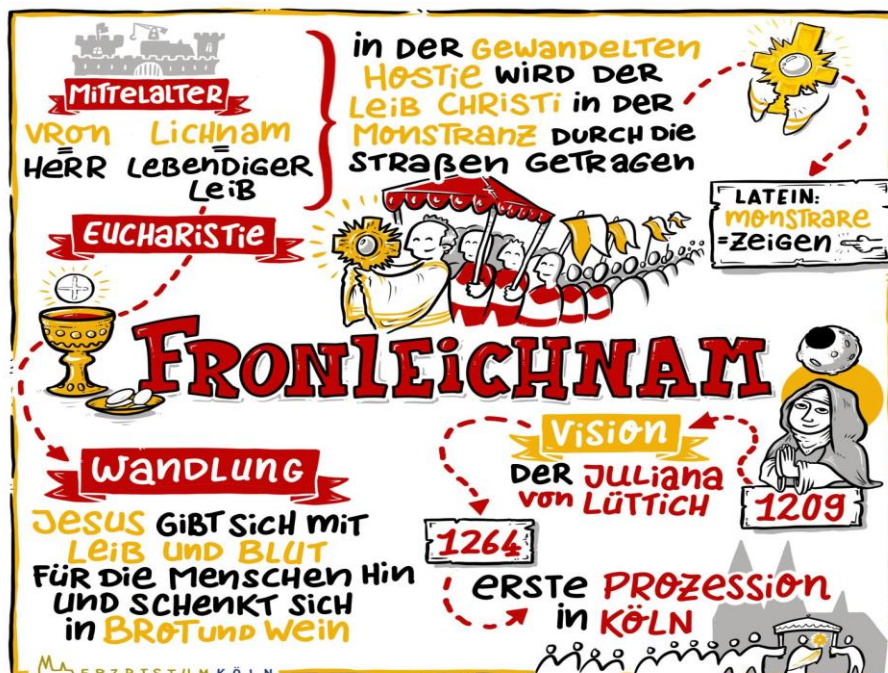 MITTELALTER
VRON LICHNAM
= =
HERR LEBENDIGER
LEIB
EUCHARISTIE
in DER GEWANDELTEN
HOSTIE WIRD DER
LEIB CHRISTI in DER
MONSTRANZ DURCH DIE
STRAßEN GETRAGEN
LATEIN:
MONSTRARE
=ZEIGEN
FRONLEICHNAM
WANDLUNG
JESUS GIBT SICH MIT
LEIB UND BLUT
FÜR DIE MENSCHEN HIN
UND SCHENKT SICH
in BROT UND WEIN
VISION
DER JULIANA
von LÜTTICH
1209
1264
ERSTE PROZESSION
in KÖLN
ERZBISTUM KÖLN